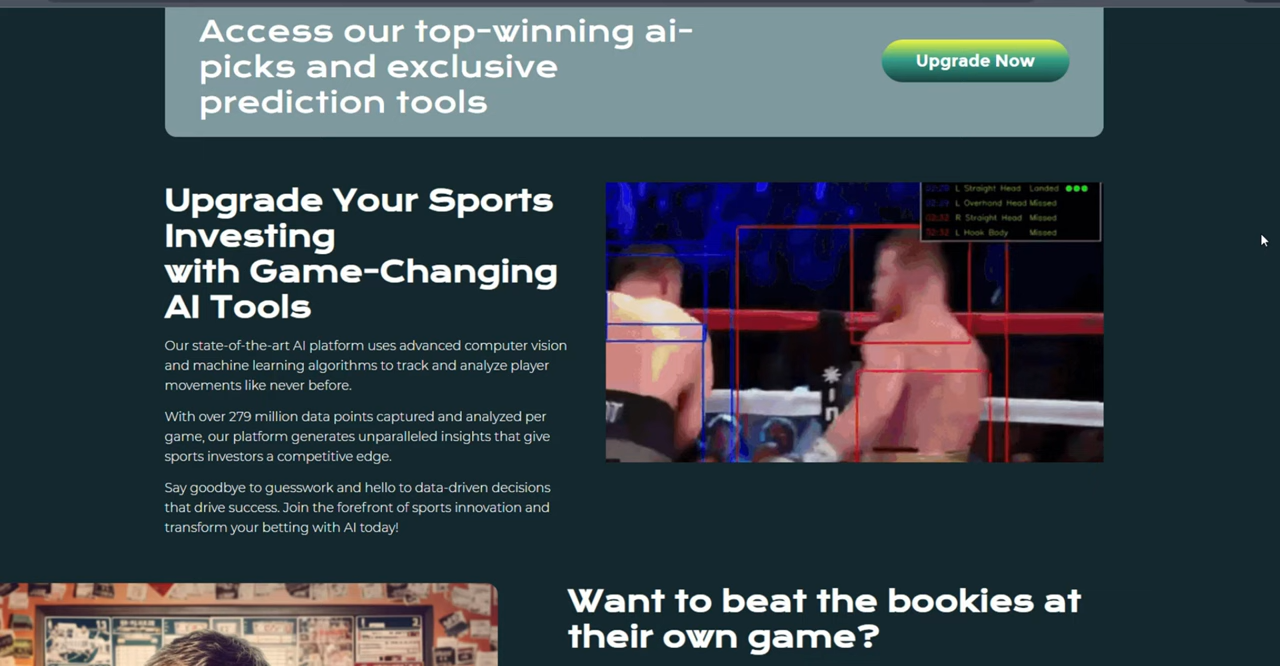 Access our top-winning ai-
picks and exclusive
prediction tools
Upgrade Now
Upgrade Your Sports
Investing
with Game-Changing
AI Tools
Our state-of-the-art AI platform uses advanced computer vision
and machine learning algorithms to track and analyze player
movements like never before.
With over 279 million data points captured and analyzed per
game, our platform generates unparalleled insights that give
sports investors a competitive edge.
Say goodbye to guesswork and hello to data-driven decisions
that drive success. Join the forefront of sports innovation and
transform your betting with AI today!
L Straight Head Landed
L Overhand Head Missed
R Straight Head Missed
L Hook Body Missed
Want to beat the bookies at
their own game?